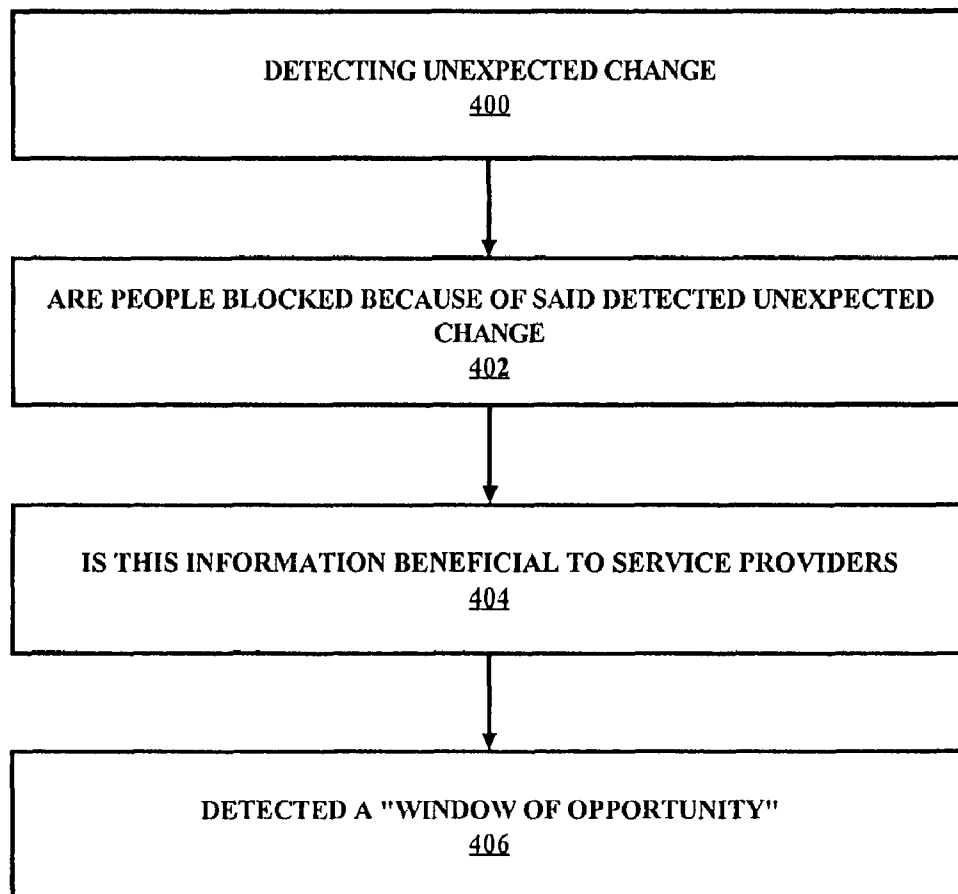 DETECTING UNEXPECTED CHANGE
400
ARE PEOPLE BLOCKED BECAUSE OF SAID DETECTED UNEXPECTED
CHANGE
402
IS THIS INFORMATION BENEFICIAL TO SERVICE PROVIDERS
404
DETECTED A "WINDOW OF OPPORTUNITY"
406